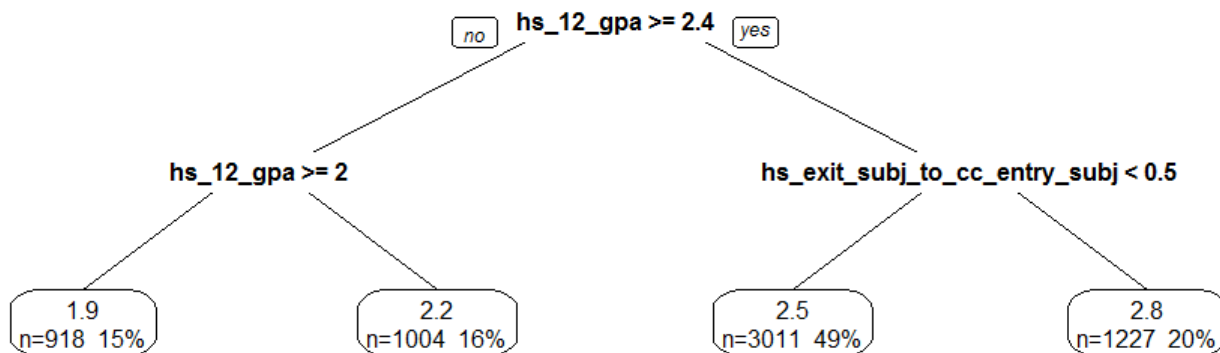 hs_12_gpa >= 2.4
no
yes
hs_12_gpa >= 2
hs_exit_subj_to_cc_entry_subj < 0.5
1.9
n=918 15%
2.2
n=1004 16%
2.5
n=3011 49%
2.8
n=1227 20%